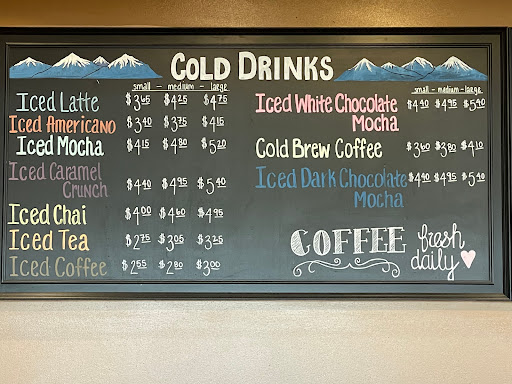 COLD DRINKS
small - medium - large
Iced Latte $3.65 $4.25 $4.75
Iced Americano $3.40 $3.75 $4.15
Iced Mocha $4.15 $4.80 $5.20
Iced Caramel
Crunch $4.40 $4.95 $5.40
Iced Chai $4.00 $4.60 $4.95
Iced Tea $2.75 $3.05 $3.25
Iced Coffee $2.55 $2.80 $3.00
small - medium - large
Iced White Chocolate $4.40 $4.95 $5.40
Mocha
Cold Brew Coffee $3.60 $3.80 $4.10
Iced Dark Chocolate $4.40 $4.95 $5.40
Mocha
COFFEE fresh
daily